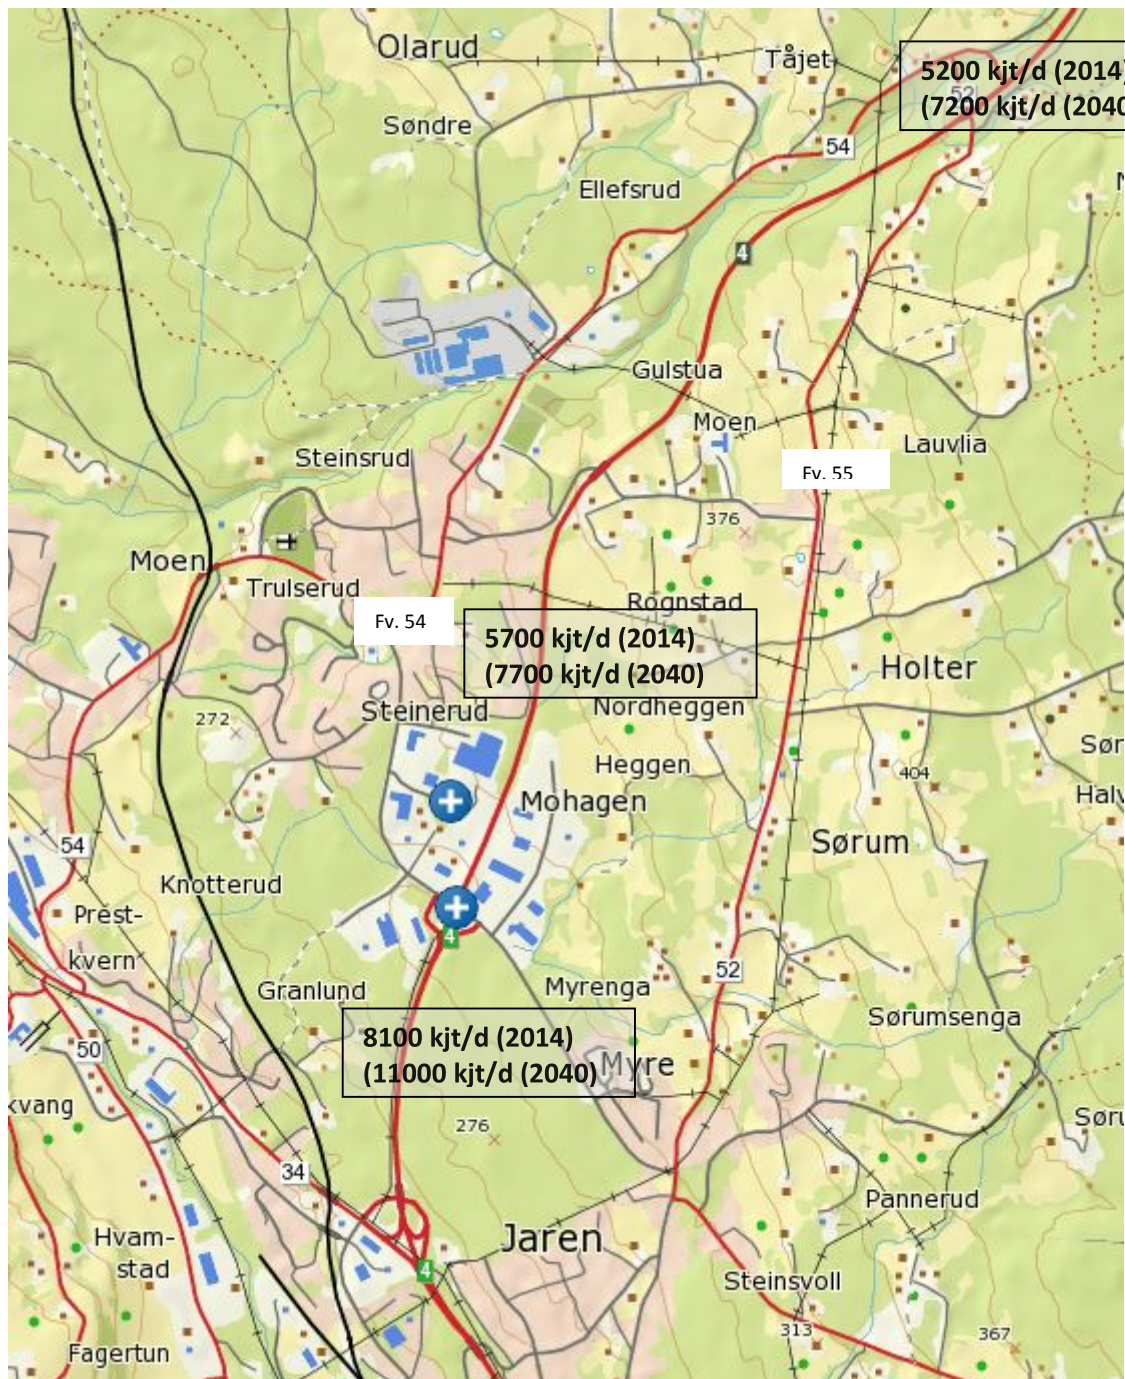 Olarud
Tåjet
5200 kjt/d (2014)
52
(7200 kjt/d (2040
Søndre
54
Ellefsrud
4
Gulstua
Moen
Lauvlia
Steinsrud
Fv. 55
376
Moen
Trulserud
Rognstad
Fv. 54
5700 kjt/d (2014)
(7700 kjt/d (2040)
Holter
Steinerud
Nordheggen
272
Heggen
404
Mohagen
Sørum
54
Knotterud
Prest-
kvern
4
52
Granlund
Myrenga
Sørumsenga
8100 kjt/d (2014)
(11000 kjt/d (2040)
50
Myre
kvang
276
34
Pannerud
Hvam-
stad
Jaren
4
Steinsvoll
313
367
Fagertun